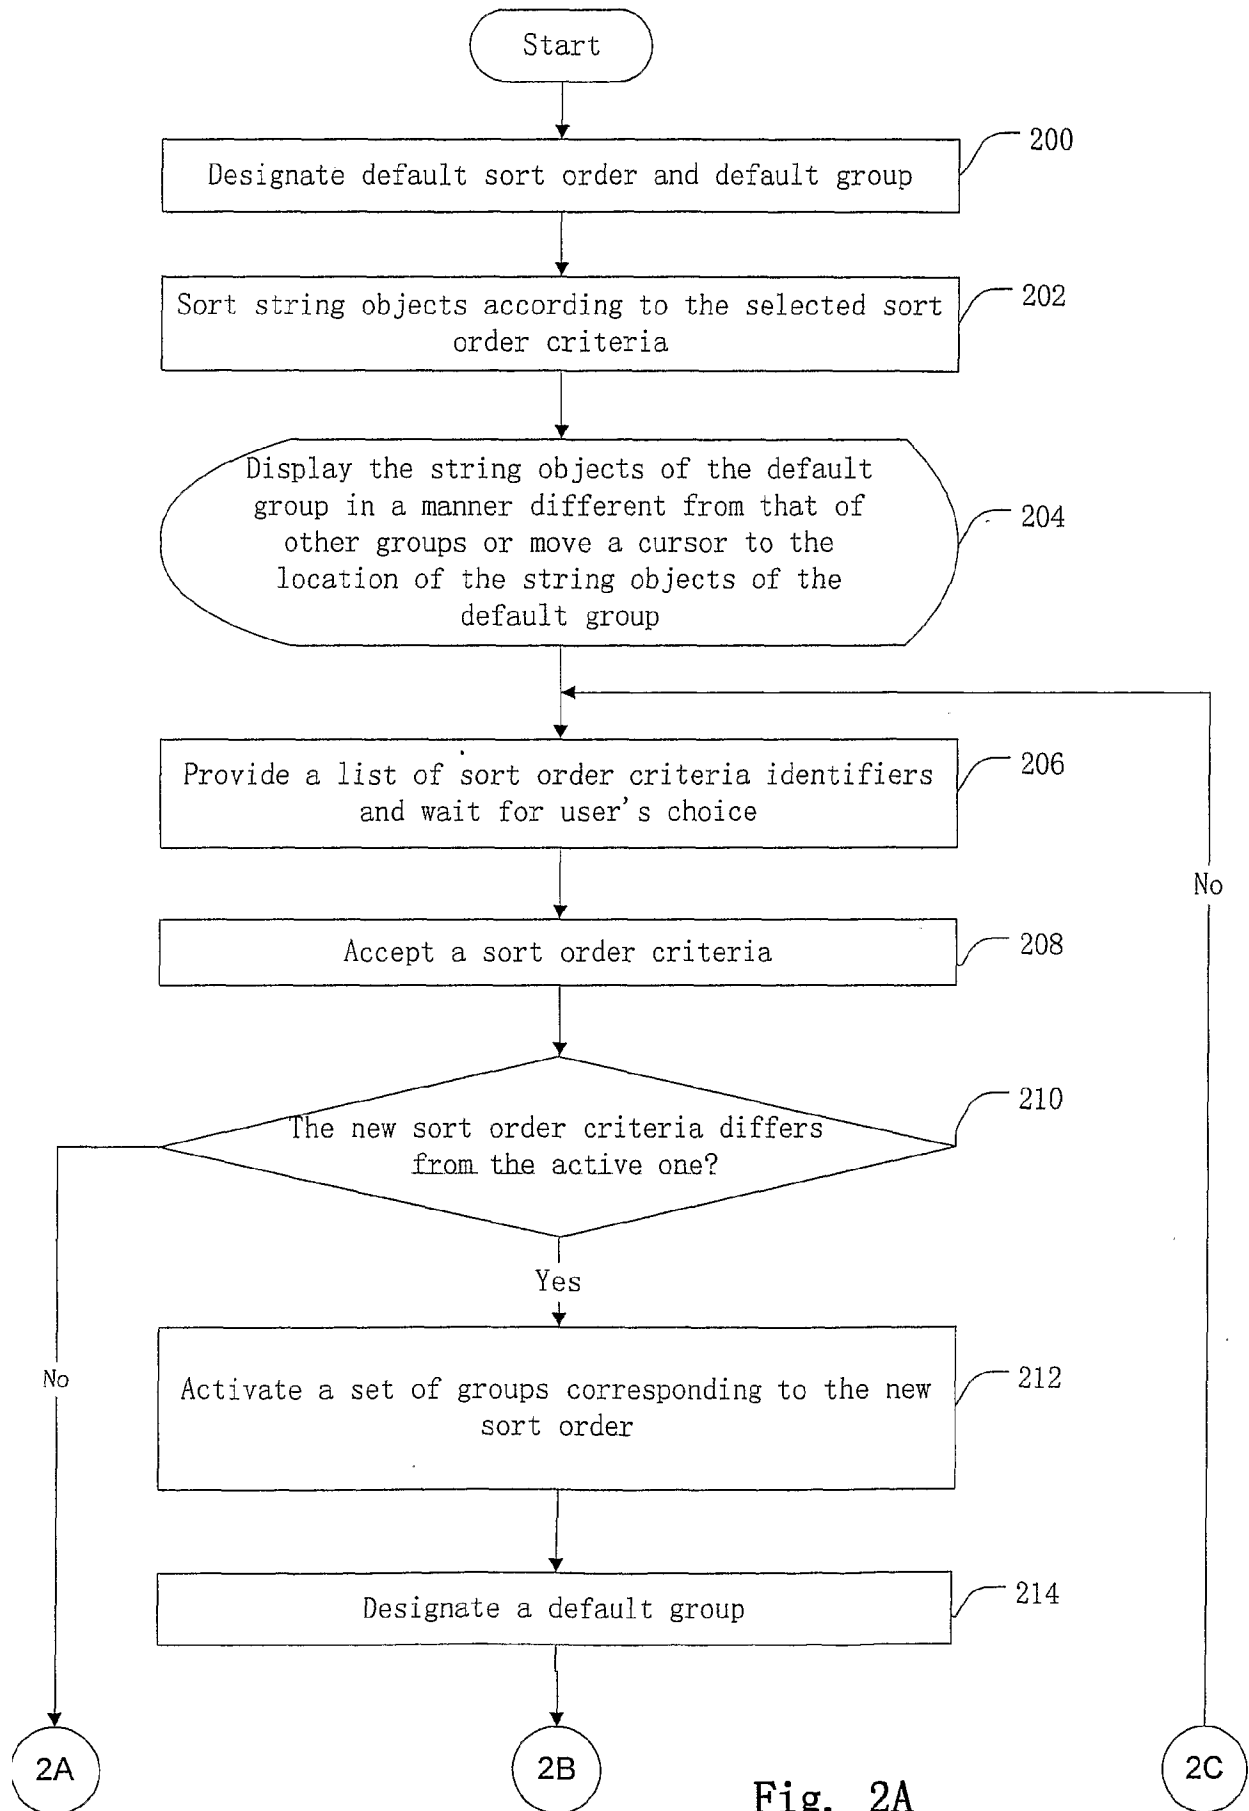 Start
200
Designate default sort order and default group
202
Sort string objects according to the selected sort
order criteria
Display the string objects of the default
group in a manner different from that of
204
other groups or move a cursor to the
location of the string objects of the
default group
206
Provide a list of sort order criteria identifiers
and wait for user's choice
No
208
Accept a sort order criteria
210
The new sort order criteria differs
from the active one?
Yes
No
212
Activate a set of groups corresponding to the new
sort order
214
Designate a default group
2A
2B
2C
Fig. 2A